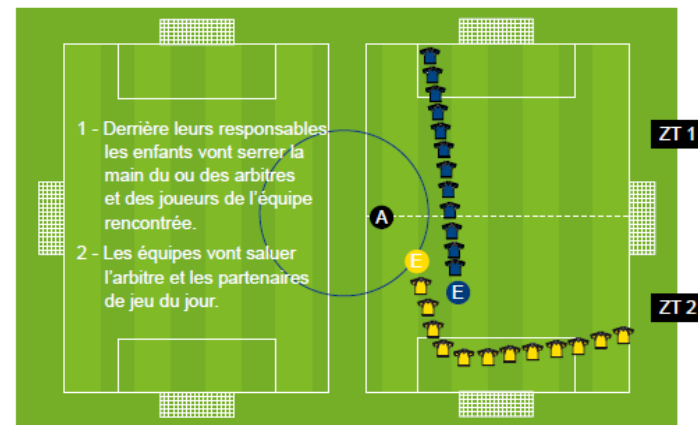 1 - Derrière leurs responsables
les enfants vont serrer la
main du ou des arbitres
et des joueurs de l'équipe
rencontrée.
2 - Les équipes vont saluer
l'arbitre et les partenaires
de jeu du jour.
A
E
E
ZT 1
ZT 2